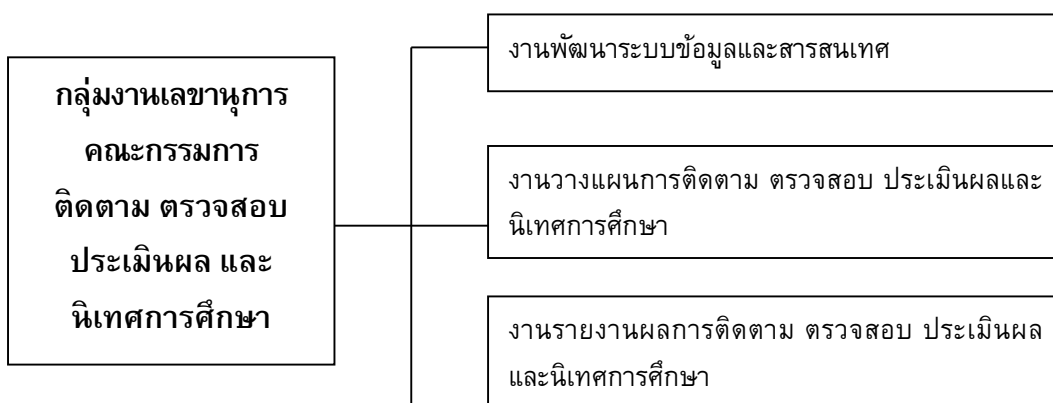 กลุ่มงานเลขานุการ
คณะกรรมการ
ติดตาม ตรวจสอบ
ประเมินผล และ
นิเทศการศึกษา
งานพัฒนาระบบข้อมูลและสารสนเทศ
งานวางแผนการติดตาม ตรวจสอบ ประเมินผลและ
นิเทศการศึกษา
งานรายงานผลการติดตาม ตรวจสอบ ประเมินผล
และนิเทศการศึกษา